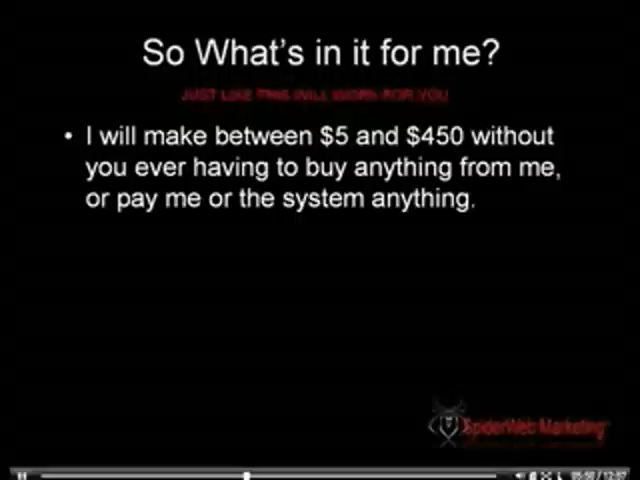 So What's in it for me?
JUST LIKE THIS WILL WORK FOR YOU
• I will make between $5 and $450 without
you ever having to buy anything from me,
or pay me or the system anything.
SpiderWeb Marketing